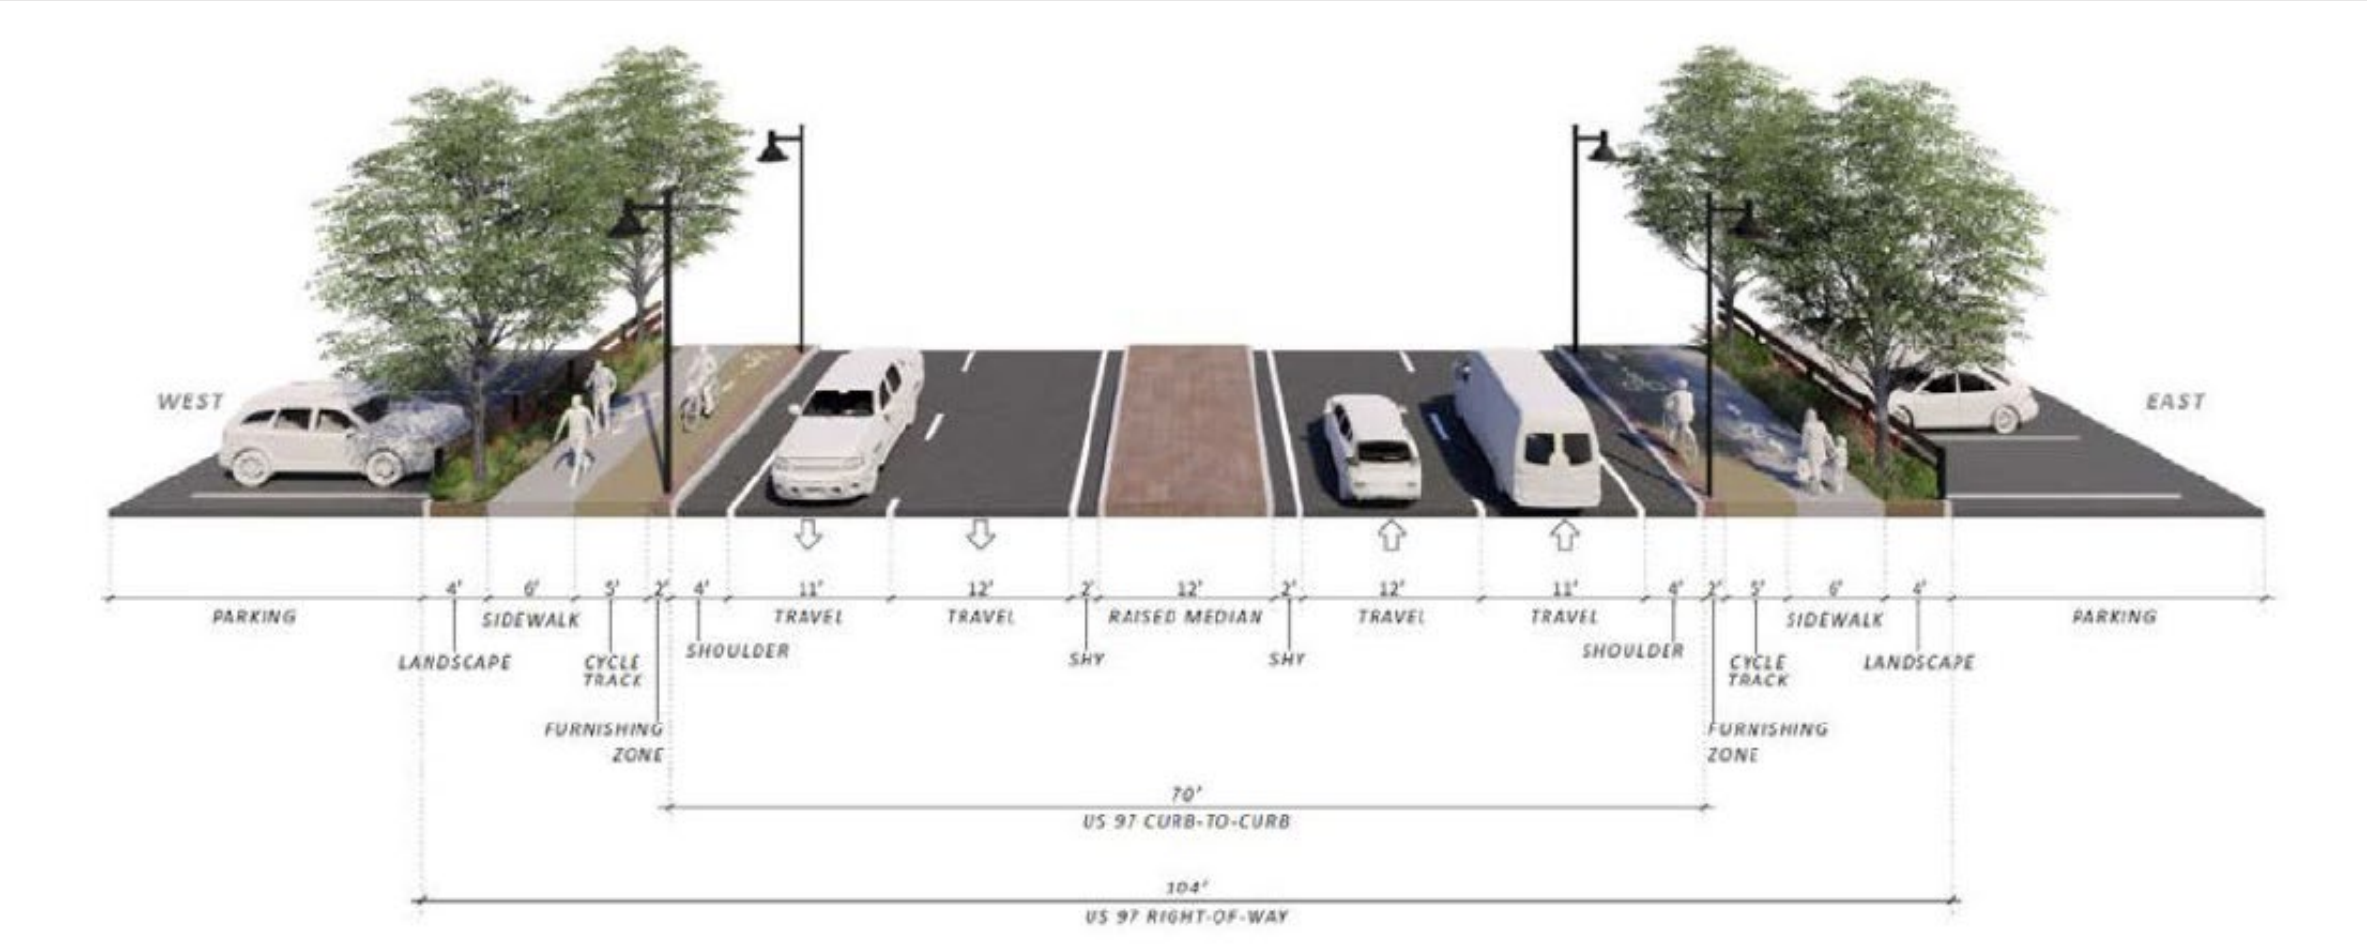 WEST
EAST
4' 6' 5' 2' 4' 11' 12' 2' 12' 2' 12' 11' 4' 2' 5' 6' 4'
PARKING SIDEWALK TRAVEL TRAVEL RAISED MEDIAN TRAVEL TRAVEL SIDEWALK PARKING
SHOULDER SHOULDER
LANDSCAPE CYCLE SHY SHY CYCLE LANDSCAPE
TRACK TRACK
FURNISHING FURNISHING
ZONE ZONE
70'
US 97 CURB-TO-CURB
104'
US 97 RIGHT-OF-WAY